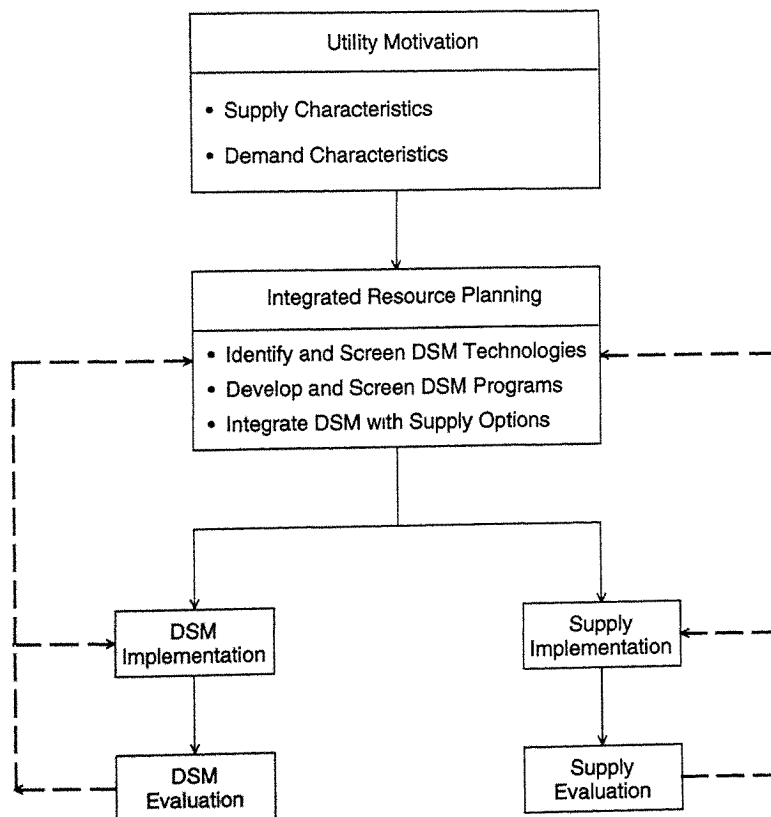 Utility Motivation
• Supply Characteristics
• Demand Characteristics
Integrated Resource Planning
• Identify and Screen DSM Technologies
• Develop and Screen DSM Programs
• Integrate DSM with Supply Options
DSM
Implementation
Supply
Implementation
DSM
Evaluation
Supply
Evaluation